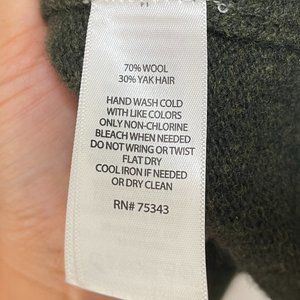 70% WOOL
30% YAK HAIR
HAND WASH COLD
WITH LIKE COLORS
ONLY NON-CHLORINE
BLEACH WHEN NEEDED
DO NOT WRING OR TWIST
FLAT DRY
COOL IRON IF NEEDED
OR DRY CLEAN
RN# 75343